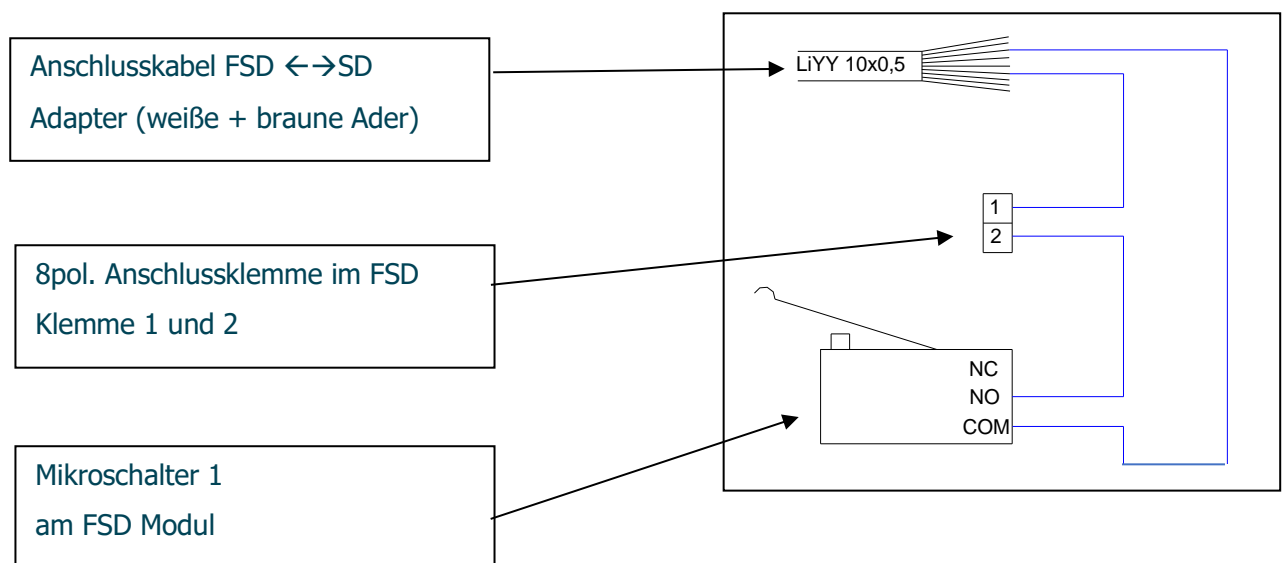 Anschlusskabel FSD ←→SD
Adapter (weiße + braune Ader)
8pol. Anschlussklemme im FSD
Klemme 1 und 2
Mikroschalter 1
am FSD Modul
LiYY 10x0,5
1
2
NC
NO
COM